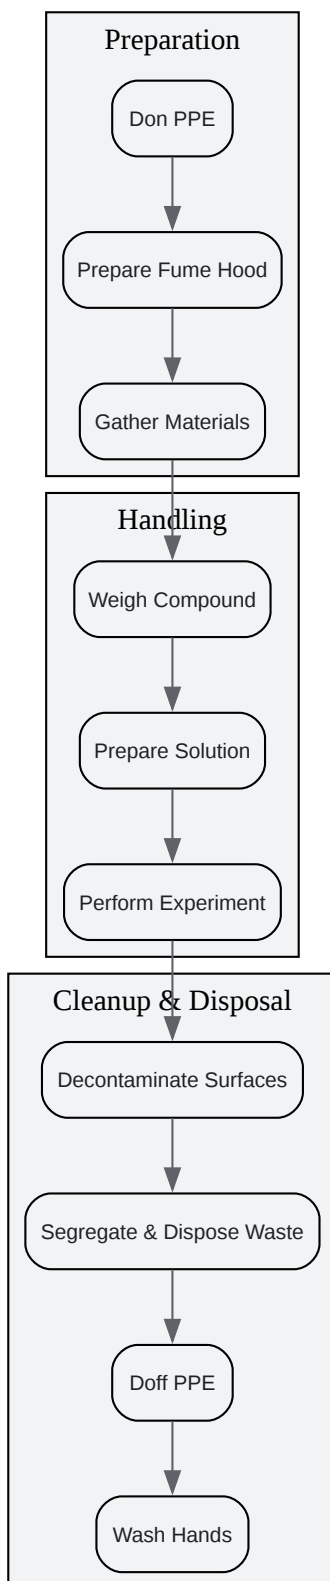 Preparation
Don PPE
Prepare Fume Hood
Gather Materials
Handling
Weigh Compound
Prepare Solution
Perform Experiment
Cleanup & Disposal
Decontaminate Surfaces
Segregate & Dispose Waste
Doff PPE
Wash Hands